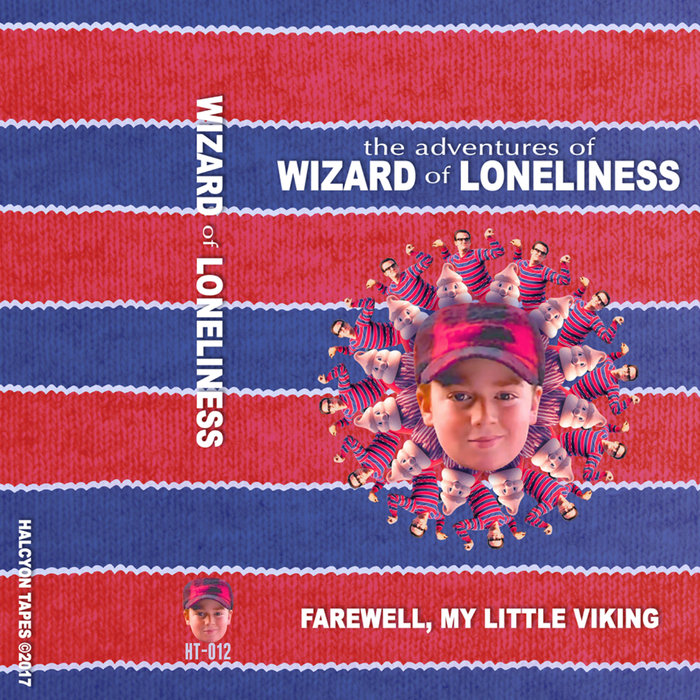 the adventures of
WIZARD of LONELINESS
FAREWELL, MY LITTLE VIKING
WIZARD of LONELINESS
HT-012
HALCYON TAPES ©2017